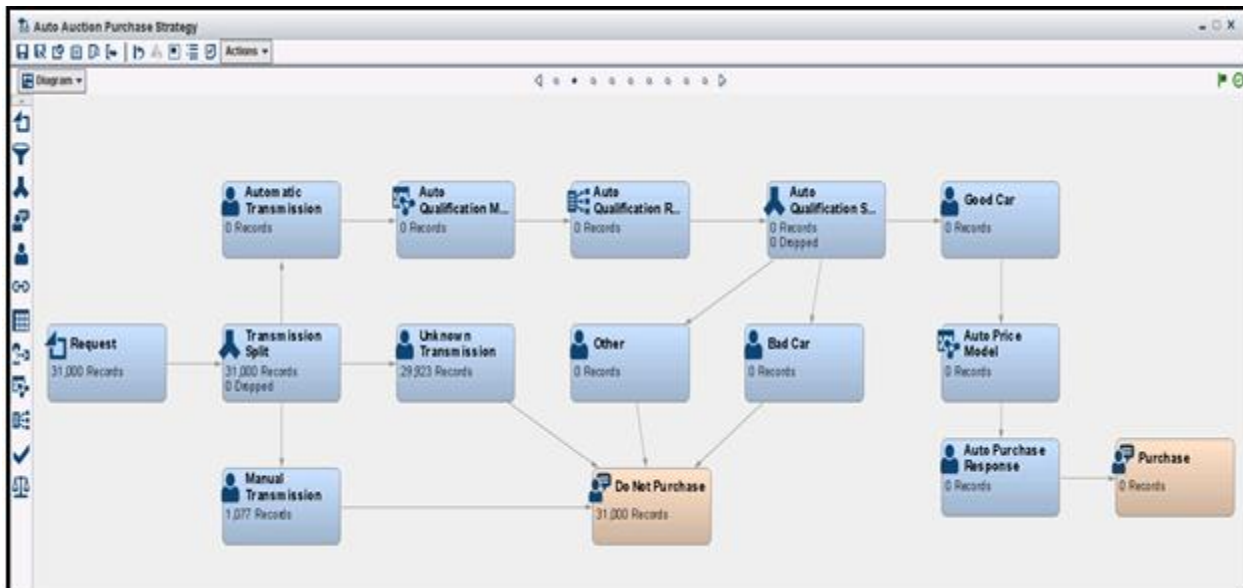 Auto Auction Purchase Strategy
Actions
Diagram
Automatic
Transmission
0 Records
Auto
Qualification M...
0 Records
Auto
Qualification R...
0 Records
Auto
Qualification S...
0 Records
0 Dropped
Good Car
0 Records
Request
31,000 Records
Transmission
Split
31,000 Records
0 Dropped
Unknown
Transmission
29,923 Records
Other
0 Records
Bad Car
0 Records
Auto Price
Model
0 Records
Manual
Transmission
1,077 Records
Do Not Purchase
31,000 Records
Auto Purchase
Response
0 Records
Purchase
0 Records